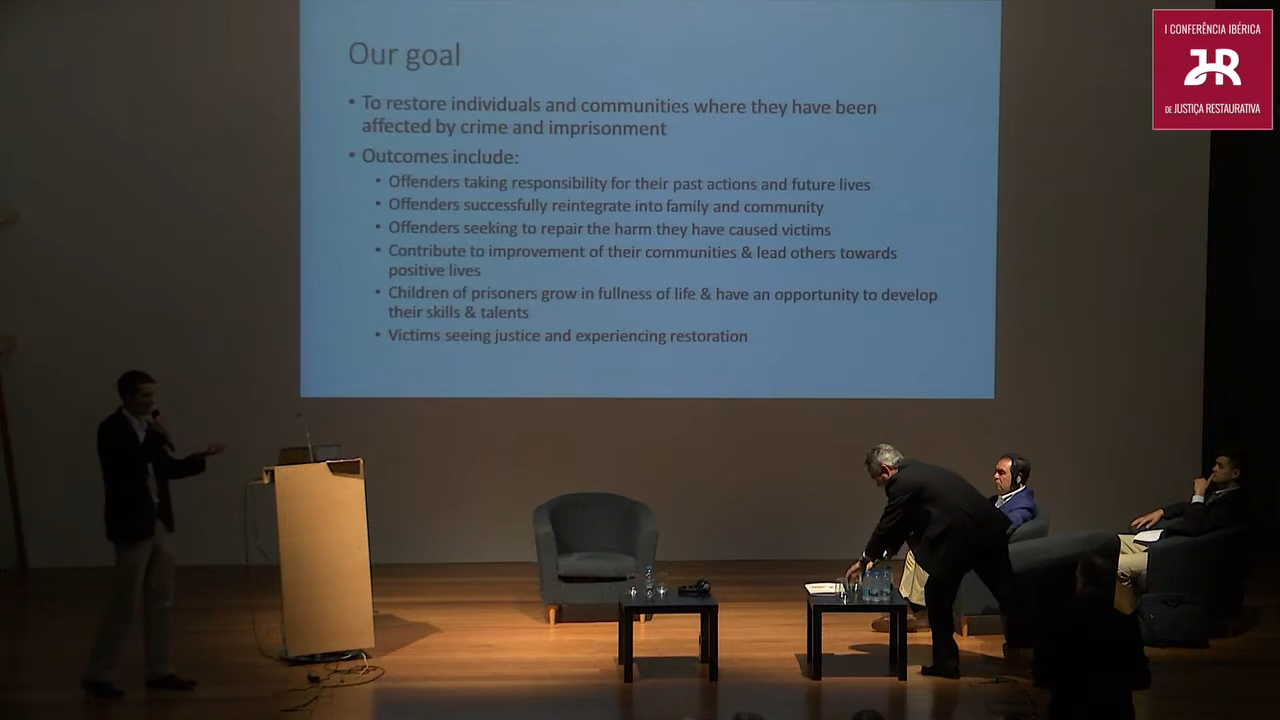 Our goal
• To restore individuals and communities where they have been
affected by crime and imprisonment
• Outcomes include:
• Offenders taking responsibility for their past actions and future lives
• Offenders successfully reintegrate into family and community
• Offenders seeking to repair the harm they have caused victims
• Contribute to improvement of their communities & lead others towards
positive lives
• Children of prisoners grow in fullness of life & have an opportunity to develop
their skills & talents
• Victims seeing justice and experiencing restoration
I CONFERÊNCIA IBÉRICA
JR
DE JUSTIÇA RESTAURATIVA